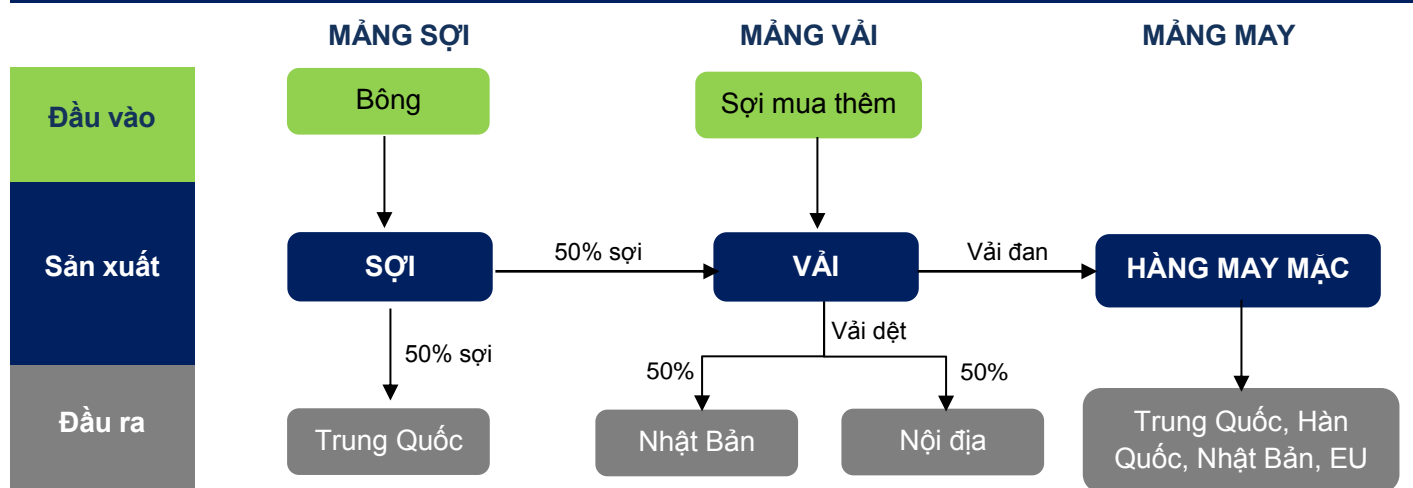 MẢNG SỢI
MẢNG VẢI
MẢNG MAY
Đầu vào
Bông
Sợi mua thêm
Sản xuất
SỢI
50% sợi
VẢI
Vải đan
HÀNG MAY MẶC
50% sợi
Vải dệt
50%
50%
Đầu ra
Trung Quốc
Nhật Bản
Nội địa
Trung Quốc, Hàn
Quốc, Nhật Bản, EU